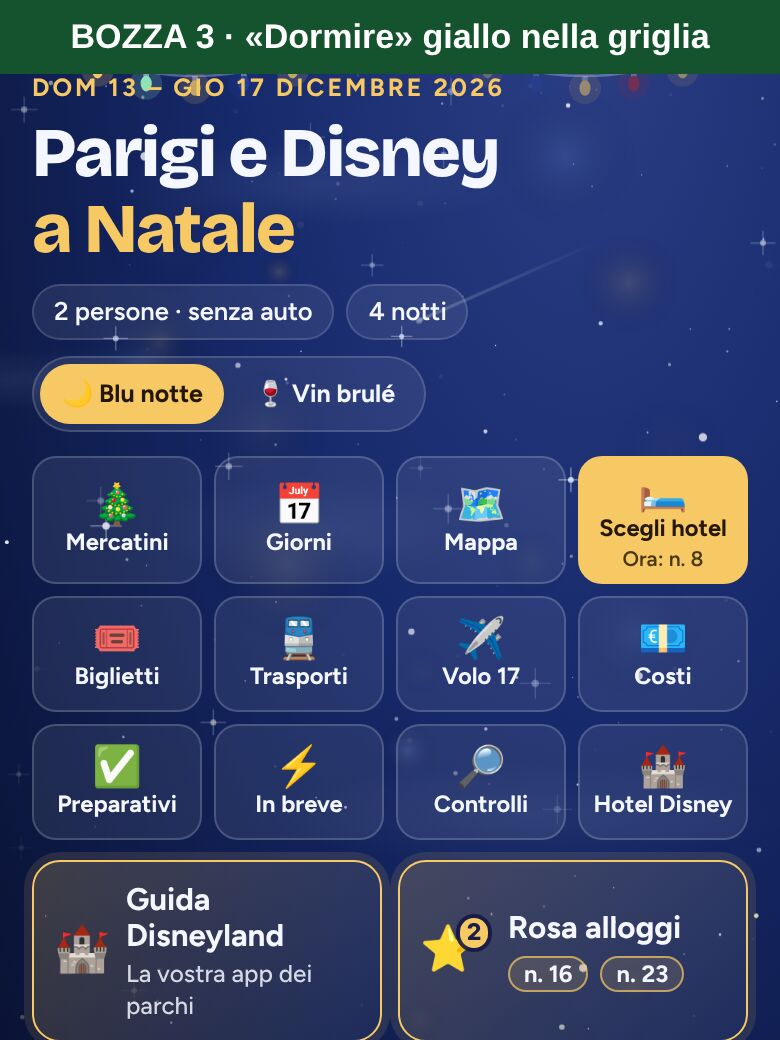 BOZZA 3 · «Dormire» giallo nella griglia
DOM 13 – GIO 17 DICEMBRE 2026
Parigi e Disney
a Natale
2 persone · senza auto
4 notti
🌙 Blu notte
🍷 Vin brulé
Mercatini
July
17
Giorni
Mappa
Scegli hotel
Ora: n. 8
Biglietti
Trasporti
Volo 17
Costi
Preparativi
In breve
Controlli
Hotel Disney
Guida
Disneyland
La vostra app dei
parchi
2
Rosa alloggi
n. 16
n. 23